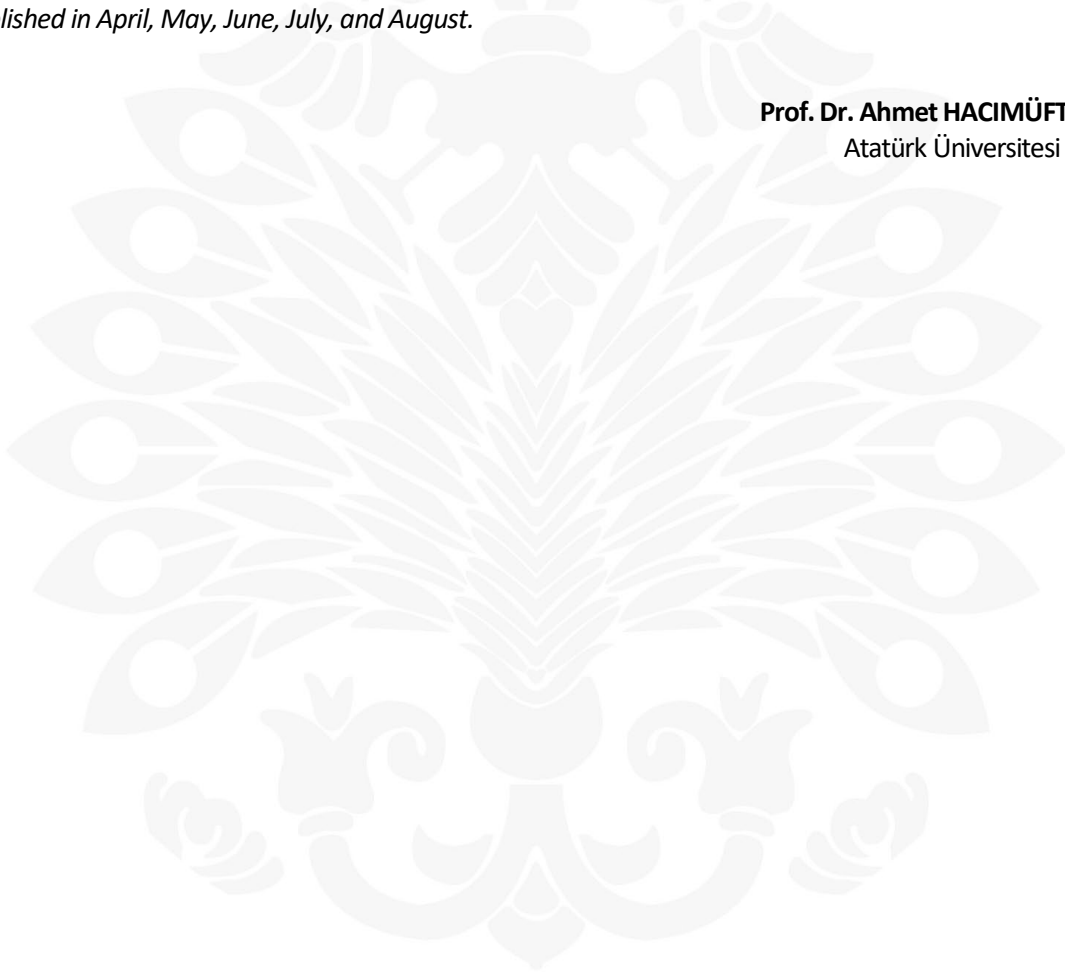 lished in April, May, June, July, and August.
Prof. Dr. Ahmet HACIMÜFT
Atatürk Üniversitesi